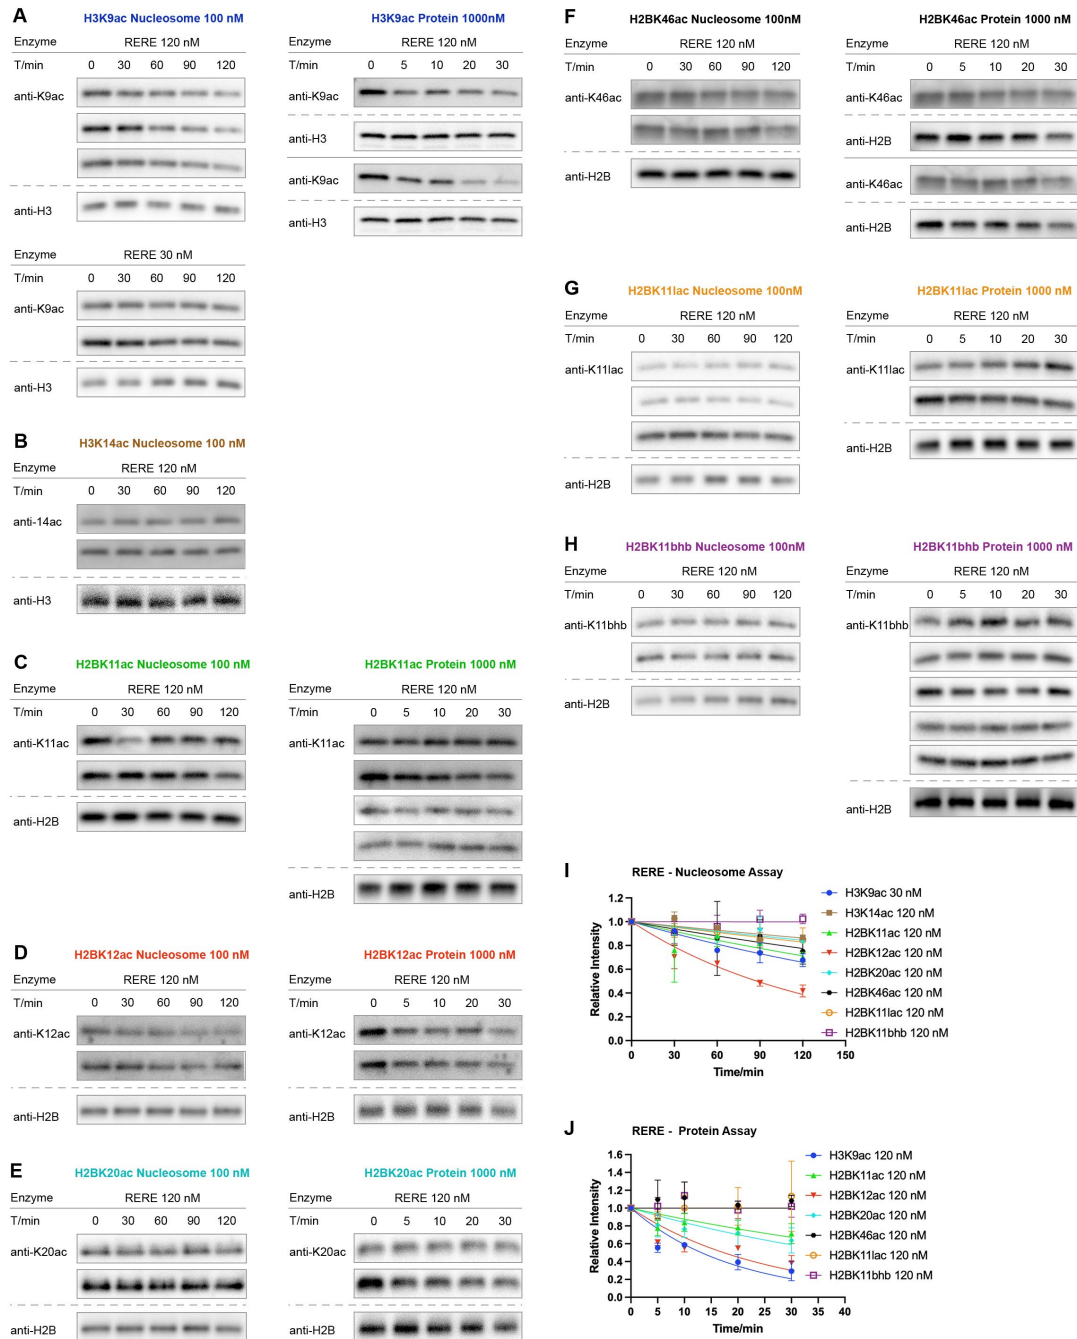 A
H3K9ac Nucleosome 100 nM
Enzyme RERE 120 nM
T/min 0 30 60 90 120
anti-K9ac
anti-H3
Enzyme RERE 30 nM
T/min 0 30 60 90 120
anti-K9ac
anti-H3
H3K9ac Protein 1000nM
Enzyme RERE 120 nM
T/min 0 5 10 20 30
anti-K9ac
anti-H3
anti-K9ac
anti-H3
B
H3K14ac Nucleosome 100 nM
Enzyme RERE 120 nM
T/min 0 30 60 90 120
anti-14ac
anti-H3
C
H2BK11ac Nucleosome 100 nM
Enzyme RERE 120 nM
T/min 0 30 60 90 120
anti-K11ac
anti-H2B
H2BK11ac Protein 1000 nM
Enzyme RERE 120 nM
T/min 0 5 10 20 30
anti-K11ac
anti-H2B
D
H2BK12ac Nucleosome 100 nM
Enzyme RERE 120 nM
T/min 0 30 60 90 120
anti-K12ac
anti-H2B
H2BK12ac Protein 1000 nM
Enzyme RERE 120 nM
T/min 0 5 10 20 30
anti-K12ac
anti-H2B
E
H2BK20ac Nucleosome 100 nM
Enzyme RERE 120 nM
T/min 0 30 60 90 120
anti-K20ac
anti-H2B
H2BK20ac Protein 1000 nM
Enzyme RERE 120 nM
T/min 0 5 10 20 30
anti-K20ac
anti-H2B
F
H2BK46ac Nucleosome 100nM
Enzyme RERE 120 nM
T/min 0 30 60 90 120
anti-K46ac
anti-H2B
H2BK46ac Protein 1000 nM
Enzyme RERE 120 nM
T/min 0 5 10 20 30
anti-K46ac
anti-H2B
anti-K46ac
anti-H2B
G
H2BK11lac Nucleosome 100nM
Enzyme RERE 120 nM
T/min 0 30 60 90 120
anti-K11lac
anti-H2B
H2BK11lac Protein 1000 nM
Enzyme RERE 120 nM
T/min 0 5 10 20 30
anti-K11lac
anti-H2B
H
H2BK11bhb Nucleosome 100nM
Enzyme RERE 120 nM
T/min 0 30 60 90 120
anti-K11bhb
anti-H2B
H2BK11bhb Protein 1000 nM
Enzyme RERE 120 nM
T/min 0 5 10 20 30
anti-K11bhb
anti-H2B
I
RERE - Nucleosome Assay
Relative Intensity
1.2
1.0
0.8
0.6
0.4
0.2
0.0
0 30 60 90 120 150
Time/min
H3K9ac 30 nM
H3K14ac 120 nM
H2BK11ac 120 nM
H2BK12ac 120 nM
H2BK20ac 120 nM
H2BK46ac 120 nM
H2BK11lac 120 nM
H2BK11bhb 120 nM
J
RERE - Protein Assay
Relative Intensity
1.6
1.4
1.2
1.0
0.8
0.6
0.4
0.2
0.0
0 5 10 15 20 25 30 35 40
Time/min
H3K9ac 120 nM
H2BK11ac 120 nM
H2BK12ac 120 nM
H2BK20ac 120 nM
H2BK46ac 120 nM
H2BK11lac 120 nM
H2BK11bhb 120 nM